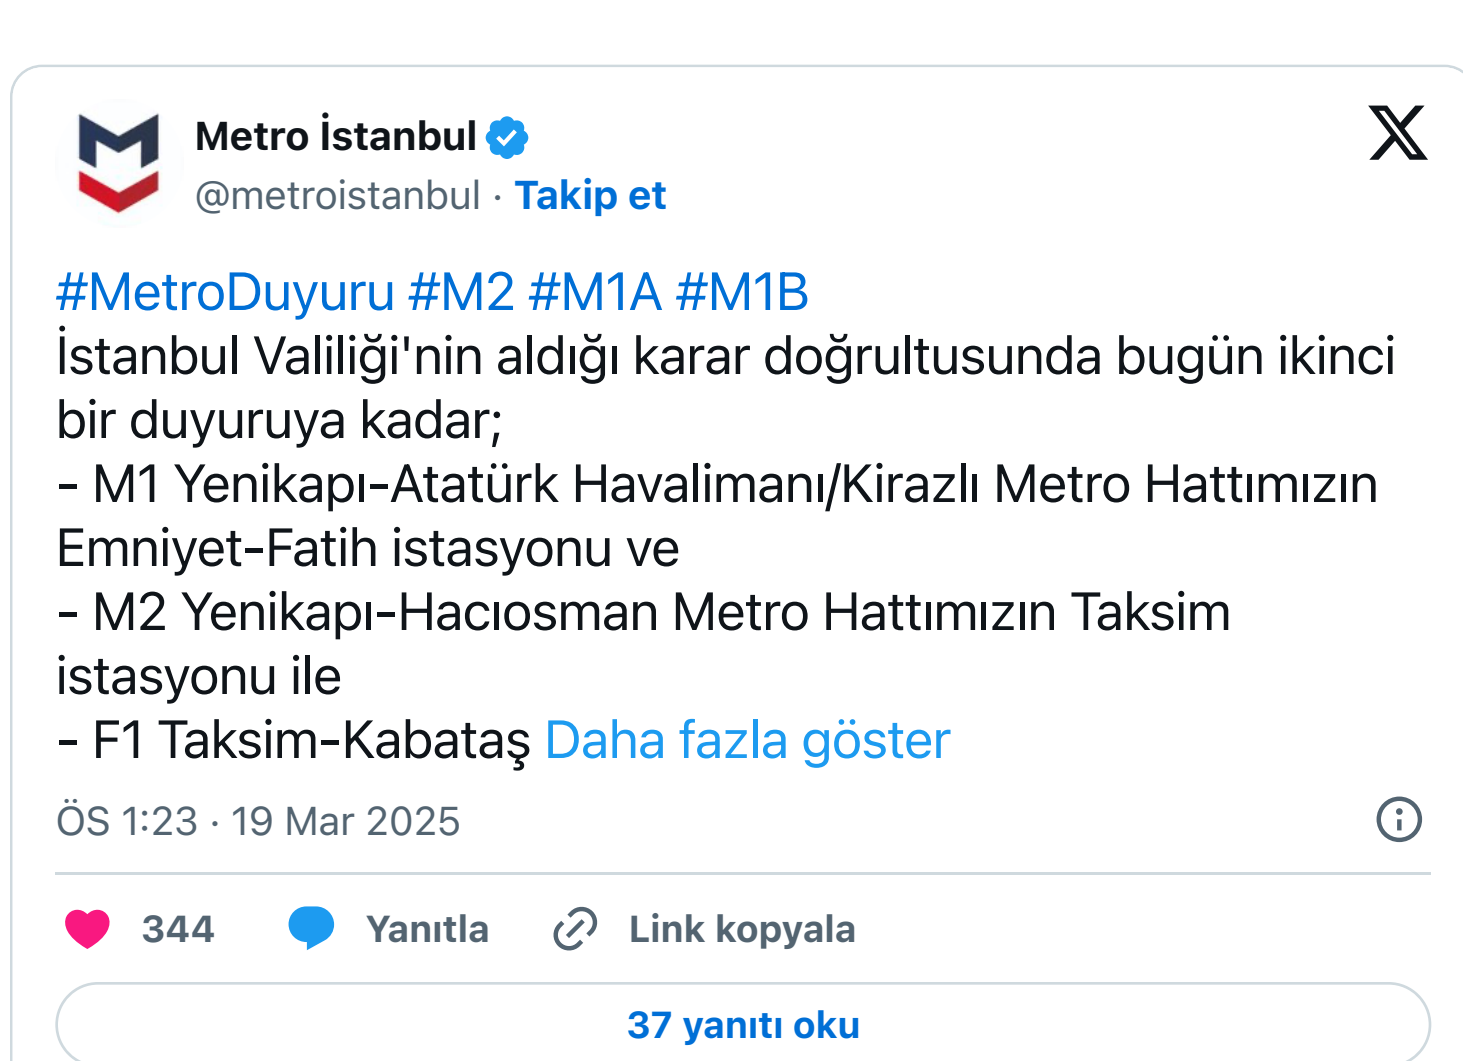 Metro İstanbul
@metroistanbul · Takip et
#MetroDuyuru #M2 #M1A #M1B
İstanbul Valiliği'nin aldığı karar doğrultusunda bugün ikinci
bir duyuruya kadar;
- M1 Yenikapı-Atatürk Havalimanı/Kirazlı Metro Hattımızın
Emniyet-Fatih istasyonu ve
- M2 Yenikapı-Hacıosman Metro Hattımızın Taksim
istasyonu ile
- F1 Taksim-Kabataş Daha fazla göster
ÖS 1:23 · 19 Mar 2025
344 Yanıtla Link kopyala
37 yanıtı oku